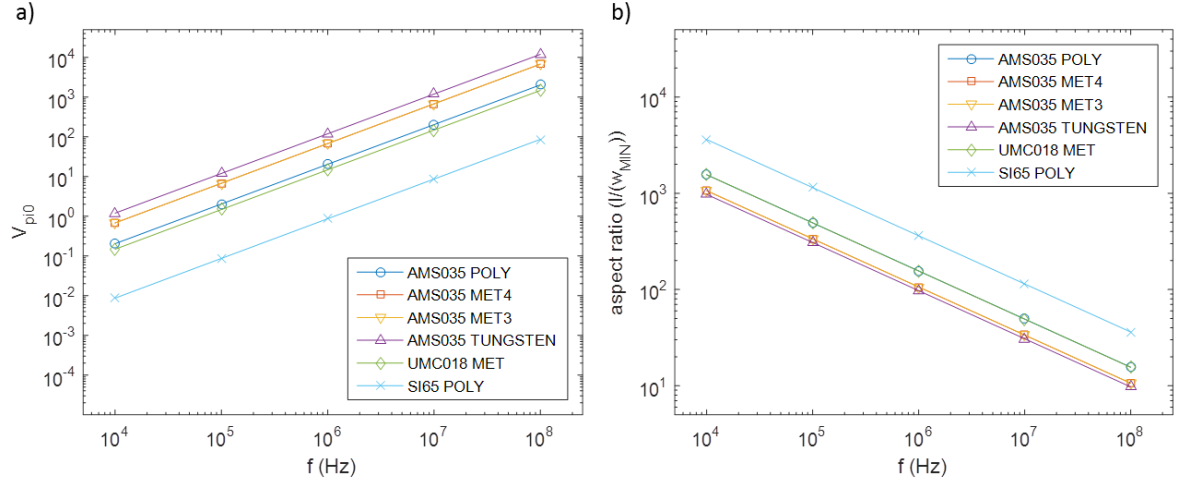 a)
V_pi0
10^4
10^3
10^2
10^1
10^0
10^-1
10^-2
10^-3
10^-4
AMS035 POLY
AMS035 MET4
AMS035 MET3
AMS035 TUNGSTEN
UMC018 MET
SI65 POLY
10^4 10^5 10^6 10^7 10^8
f (Hz)
b)
aspect ratio (l/(w_MIN))
10^4
10^3
10^2
10^1
AMS035 POLY
AMS035 MET4
AMS035 MET3
AMS035 TUNGSTEN
UMC018 MET
SI65 POLY
10^4 10^5 10^6 10^7 10^8
f (Hz)